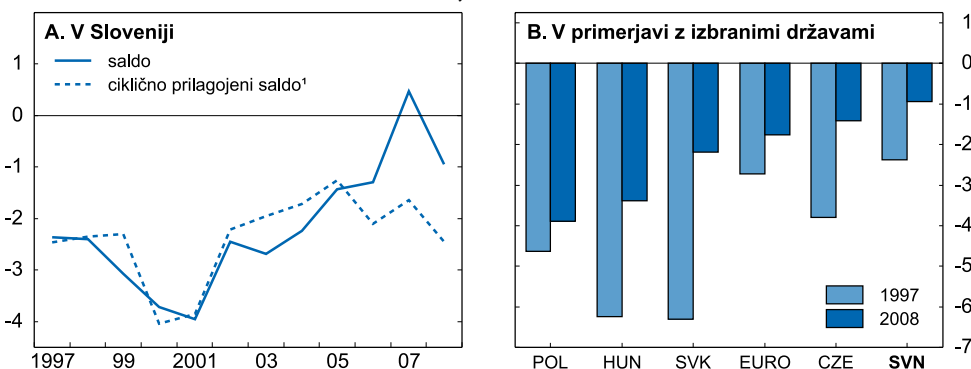 A. V Sloveniji
saldo
ciklično prilagojeni saldo¹
1
0
-1
-2
-3
-4
1997 99 2001 03 05 07
B. V primerjavi z izbranimi državami
1
0
-1
-2
-3
-4
-5
-6
-7
1997
2008
POL HUN SVK EURO CZE SVN